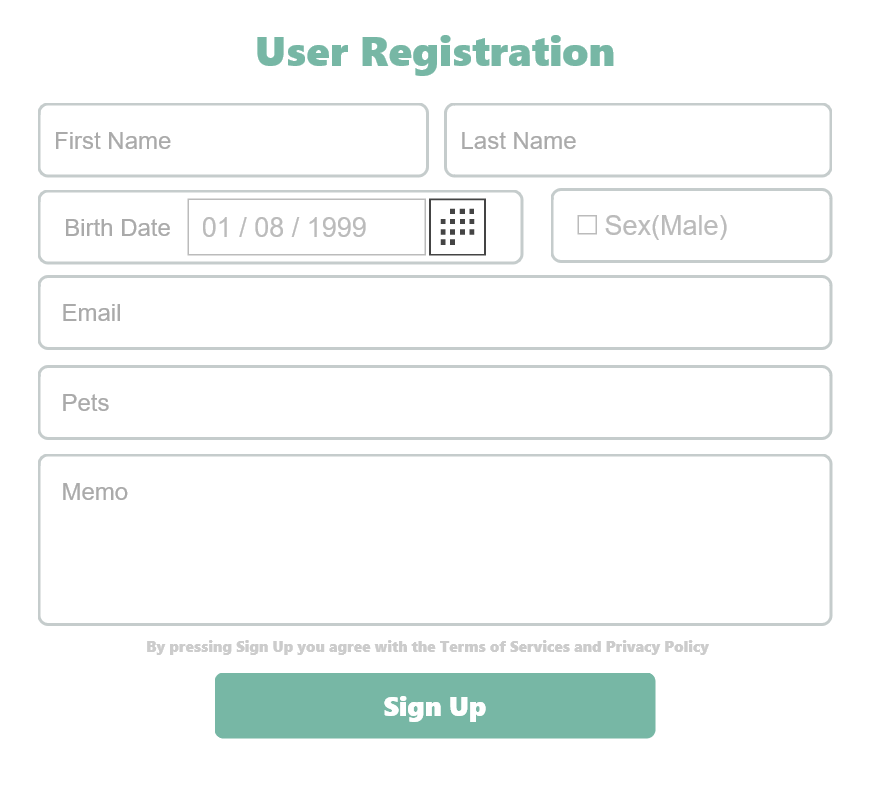 User Registration
First Name
Last Name
Birth Date 01 / 08 / 1999
☐ Sex(Male)
Email
Pets
Memo
By pressing Sign Up you agree with the Terms of Services and Privacy Policy
Sign Up